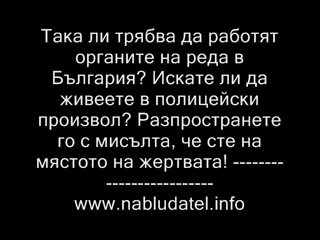 Така ли трябва да работят
органите на реда в
България? Искате ли да
живеете в полицейски
произвол? Разпространете
го с мисълта, че сте на
мястото на жертвата! --------
-----------------
www.nabludatel.info